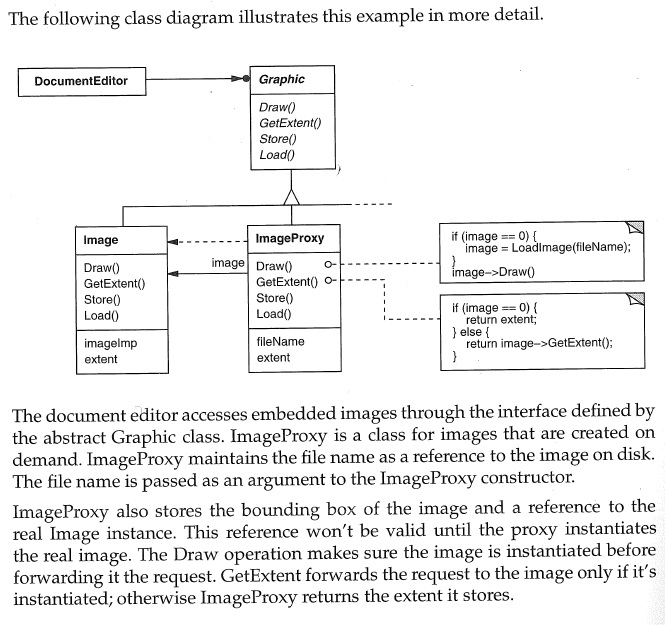 The following class diagram illustrates this example in more detail.
DocumentEditor
Graphic
Draw()
GetExtent()
Store()
Load()
Image
Draw()
GetExtent()
Store()
Load()
imageImp
extent
image
ImageProxy
Draw()
GetExtent()
Store()
Load()
fileName
extent
if (image == 0) {
image = LoadImage(fileName);
}
image->Draw()
if (image == 0) {
return extent;
} else {
return image->GetExtent();
}
The document editor accesses embedded images through the interface defined by
the abstract Graphic class. ImageProxy is a class for images that are created on
demand. ImageProxy maintains the file name as a reference to the image on disk.
The file name is passed as an argument to the ImageProxy constructor.
ImageProxy also stores the bounding box of the image and a reference to the
real Image instance. This reference won't be valid until the proxy instantiates
the real image. The Draw operation makes sure the image is instantiated before
forwarding it the request. GetExtent forwards the request to the image only if it's
instantiated; otherwise ImageProxy returns the extent it stores.